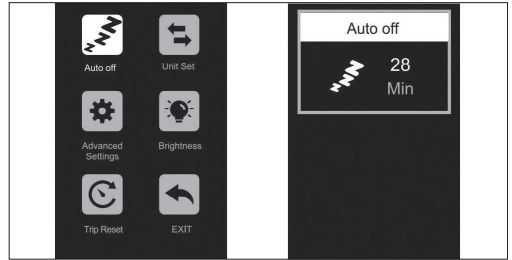 Auto off
Unit Set
Advanced
Settings
Brightness
Trip Reset
EXIT
Auto off
28
Min